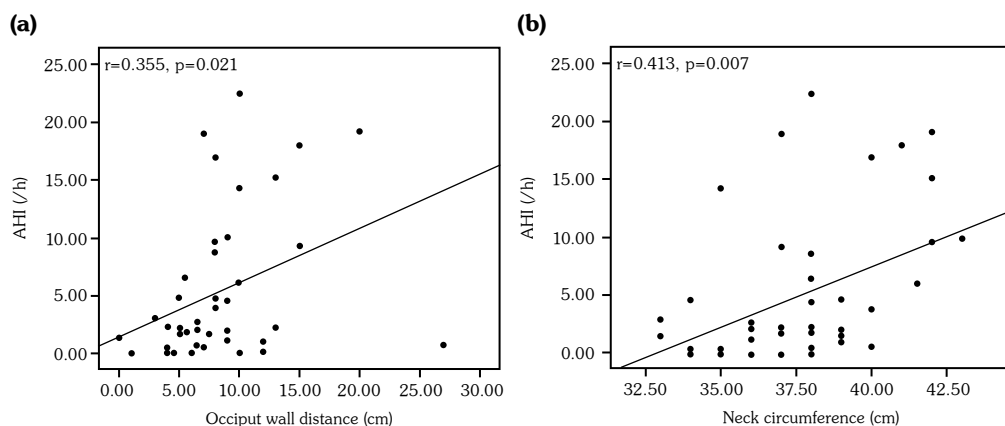 (a)
r=0.355, p=0.021
25.00
20.00
15.00
10.00
5.00
0.00
AHI (/h)
0.00 5.00 10.00 15.00 20.00 25.00 30.00
Occiput wall distance (cm)
(b)
r=0.413, p=0.007
25.00
20.00
15.00
10.00
5.00
0.00
AHI (/h)
32.50 35.00 37.50 40.00 42.50
Neck circumference (cm)